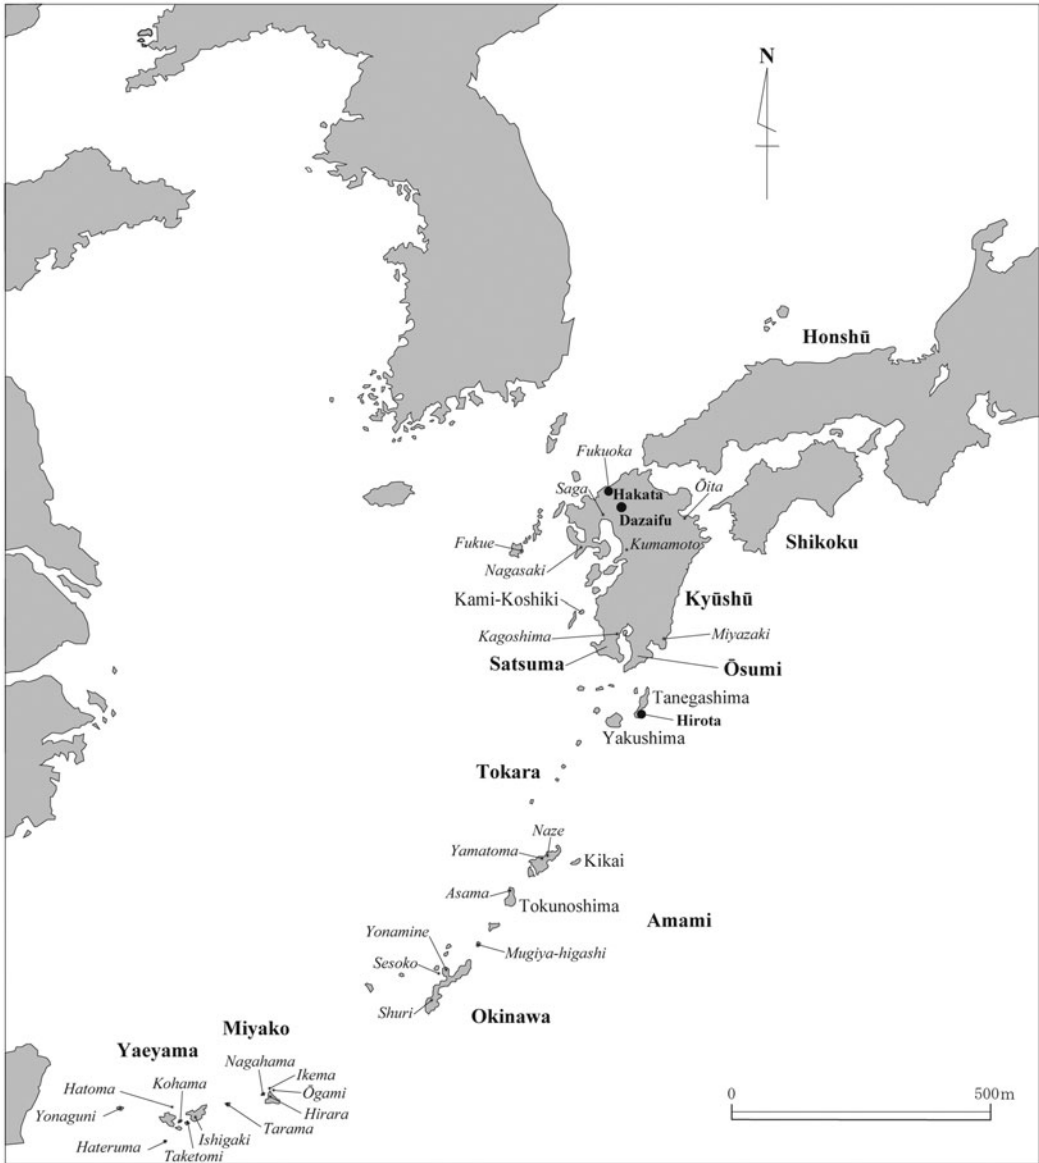 N
Honshū
Fukuoka
Saga
Hakata
Ōita
Dazaifu
Fukue
Kumamoto
Shikoku
Nagasaki
Kami-Koshiki
Kyūshū
Kagoshima
Miyazaki
Satsuma
Ōsumi
Tanegashima
Hirota
Yakushima
Tokara
Naze
Yamatoma
Kikai
Asama
Tokunoshima
Amami
Yonamine
Mugiya-higashi
Sesoko
Shuri
Okinawa
Miyako
Yaeyama
Nagahama
Ikema
Hatoma
Kohama
Ōgami
Yonaguni
Hirara
Tarama
Hateruma
Ishigaki
Taketomi
0
500m